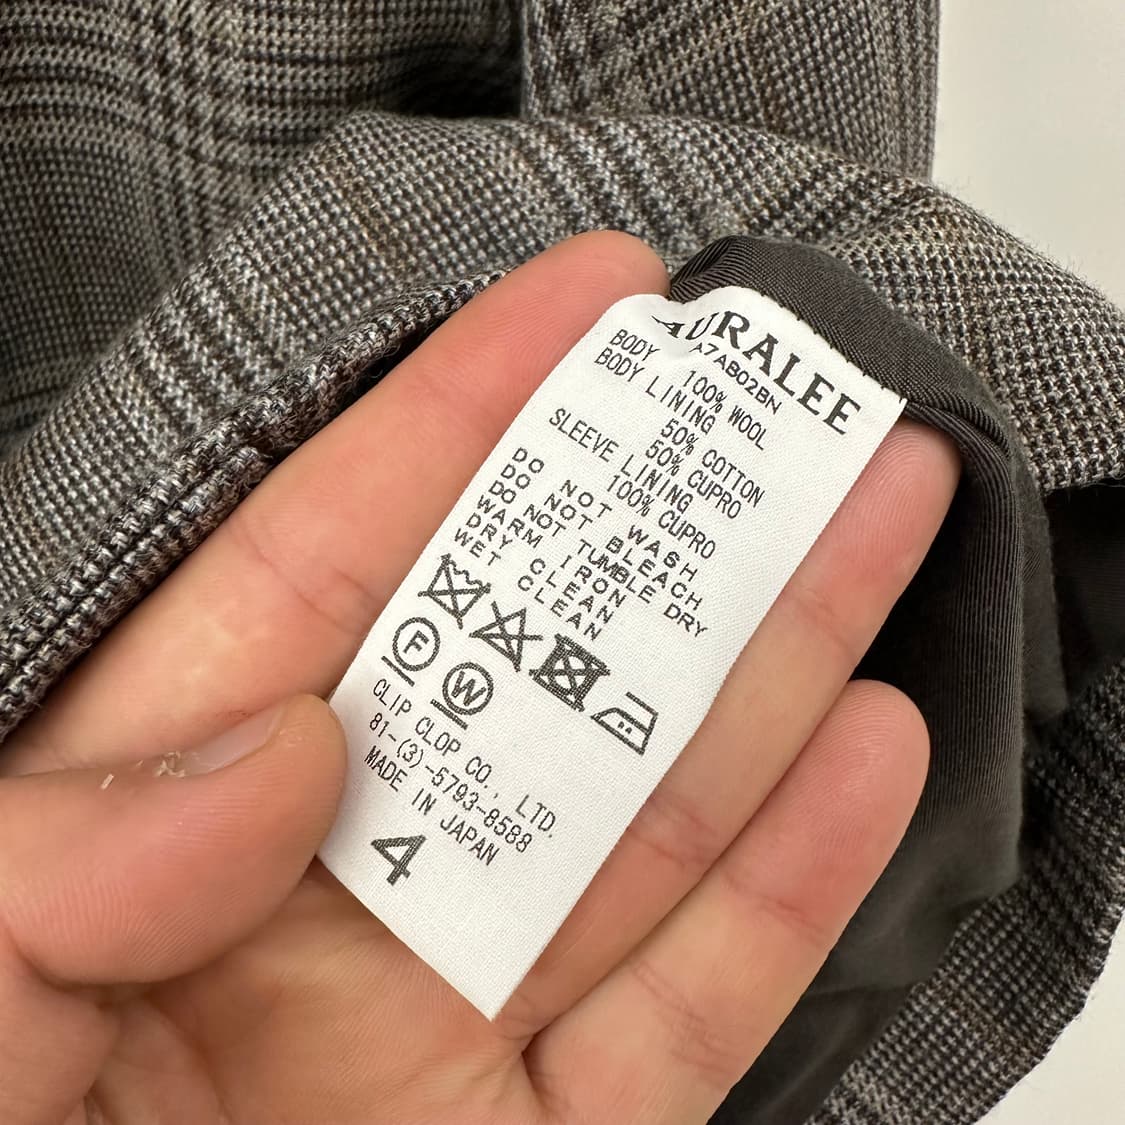 AURALEE
A7AB02BN
BODY
100% WOOL
BODY LINING
50% COTTON
50% CUPRO
SLEEVE LINING
100% CUPRO
DO NOT WASH
DO NOT BLEACH
DO NOT TUMBLE DRY
WARM IRON
DRY CLEAN
WET CLEAN
F
W
CLIP CLOP CO., LTD.
81-(3)-5793-8588
MADE IN JAPAN
4